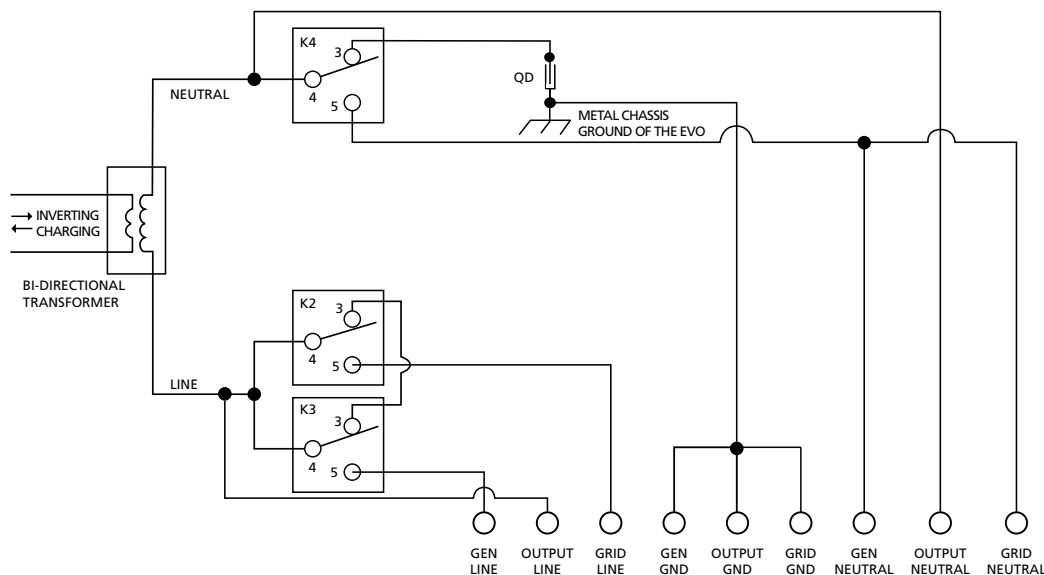 K4
3
4
5
NEUTRAL
QD
METAL CHASSIS
GROUND OF THE EVO
INVERTING
CHARGING
BI-DIRECTIONAL
TRANSFORMER
K2
3
4
5
LINE
K3
3
4
5
GEN
LINE
OUTPUT
LINE
GRID
LINE
GEN
GND
OUTPUT
GND
GRID
GND
GEN
NEUTRAL
OUTPUT
NEUTRAL
GRID
NEUTRAL